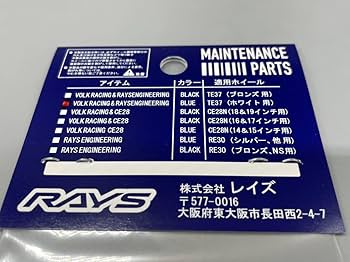 MAINTENANCE
PARTS
アイテム カラー 適用ホイール
VOLK RACING & RAYSENGINEERING BLACK TE37 (ブロンズ用)
VOLK RACING & RAYSENGINEERING BLUE TE37 (ホワイト用)
VOLK RACING & CE28 BLACK CE28N(18&19インチ用)
VOLK RACING & CE28 BLACK CE28N(16&17インチ用)
VOLK RACING CE28 BLUE CE28N(14&15インチ用)
RAYS ENGINEERING BLUE RE30 (シルバー、他用)
RAYS ENGINEERING BLACK RE30 (ブロンズ、NS用)
RAYS
株式会社 レイズ
〒577-0016
大阪府東大阪市長田西2-4-7